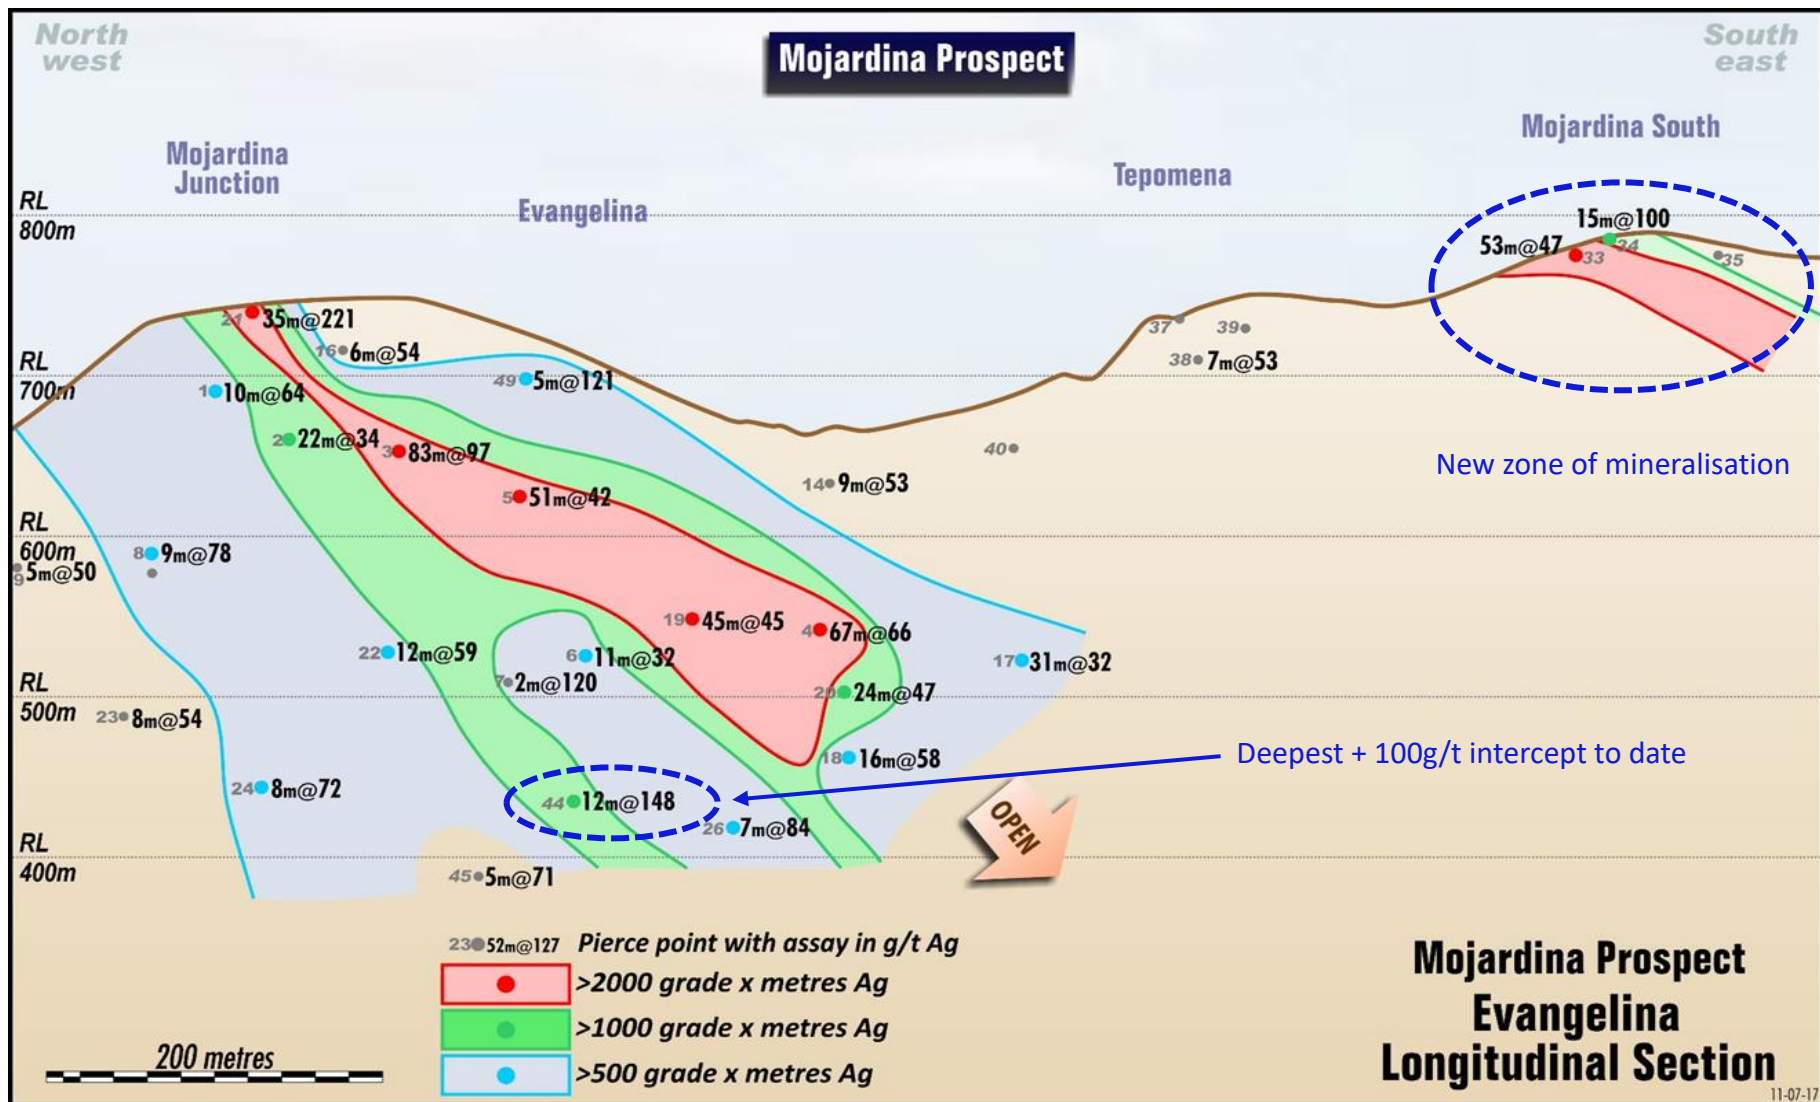 North
west
Mojardina Prospect
South
east
Mojardina South
Mojardina
Junction
Tepomena
Evangelina
RL
800m
15m@100
34
53m@47
33
35
21
35m@221
37
39
16
6m@54
38
7m@53
RL
700m
49
5m@121
1
10m@64
2
22m@34
3
83m@97
40
New zone of mineralisation
14
9m@53
5
51m@42
RL
600m
8
9m@78
9
5m@50
19
45m@45
4
67m@66
22
12m@59
6
11m@32
17
31m@32
7
2m@120
RL
500m
20
24m@47
23
8m@54
18
16m@58
Deepest + 100g/t intercept to date
24
8m@72
44
12m@148
26
7m@84
OPEN
RL
400m
45
5m@71
23
52m@127
Pierce point with assay in g/t Ag
>2000 grade x metres Ag
>1000 grade x metres Ag
>500 grade x metres Ag
200 metres
Mojardina Prospect
Evangelina
Longitudinal Section
11-07-17